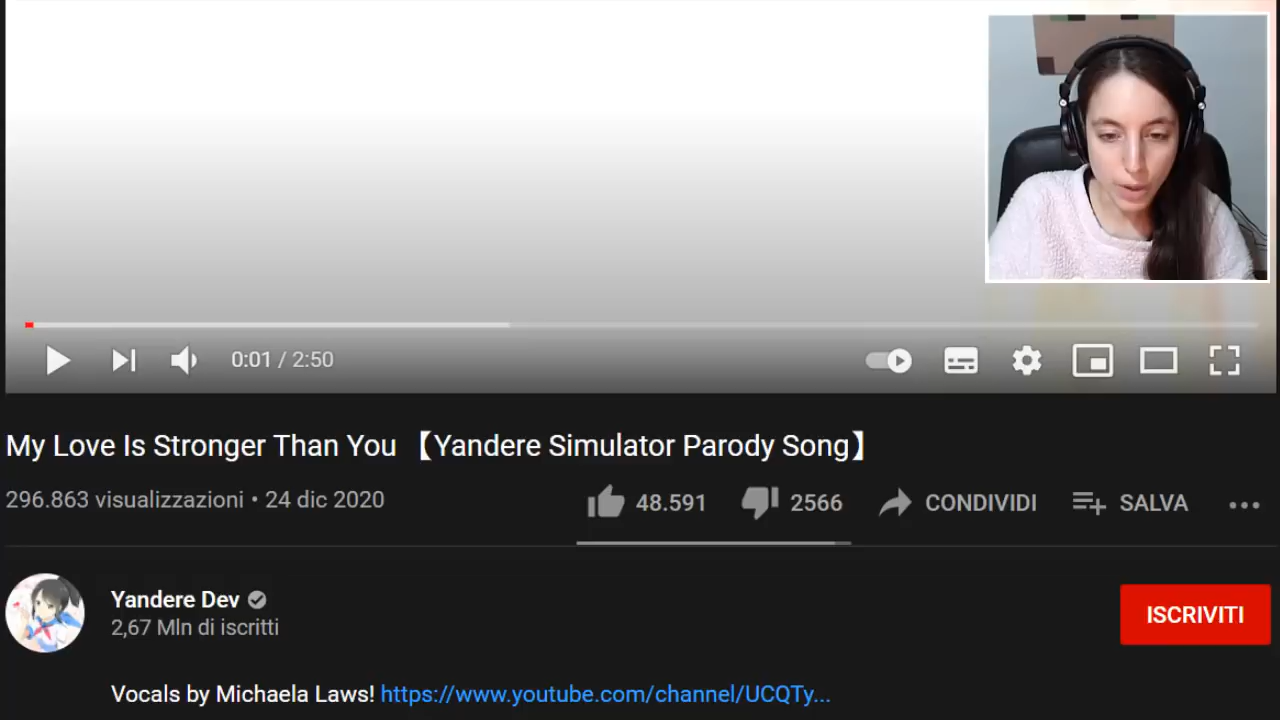 0:01 / 2:50
My Love Is Stronger Than You 【Yandere Simulator Parody Song】
296.863 visualizzazioni • 24 dic 2020
48.591
2566
CONDIVIDI
SALVA
Yandere Dev
2,67 Mln di iscritti
ISCRIVITI
Vocals by Michaela Laws! https://www.youtube.com/channel/UCQTy...